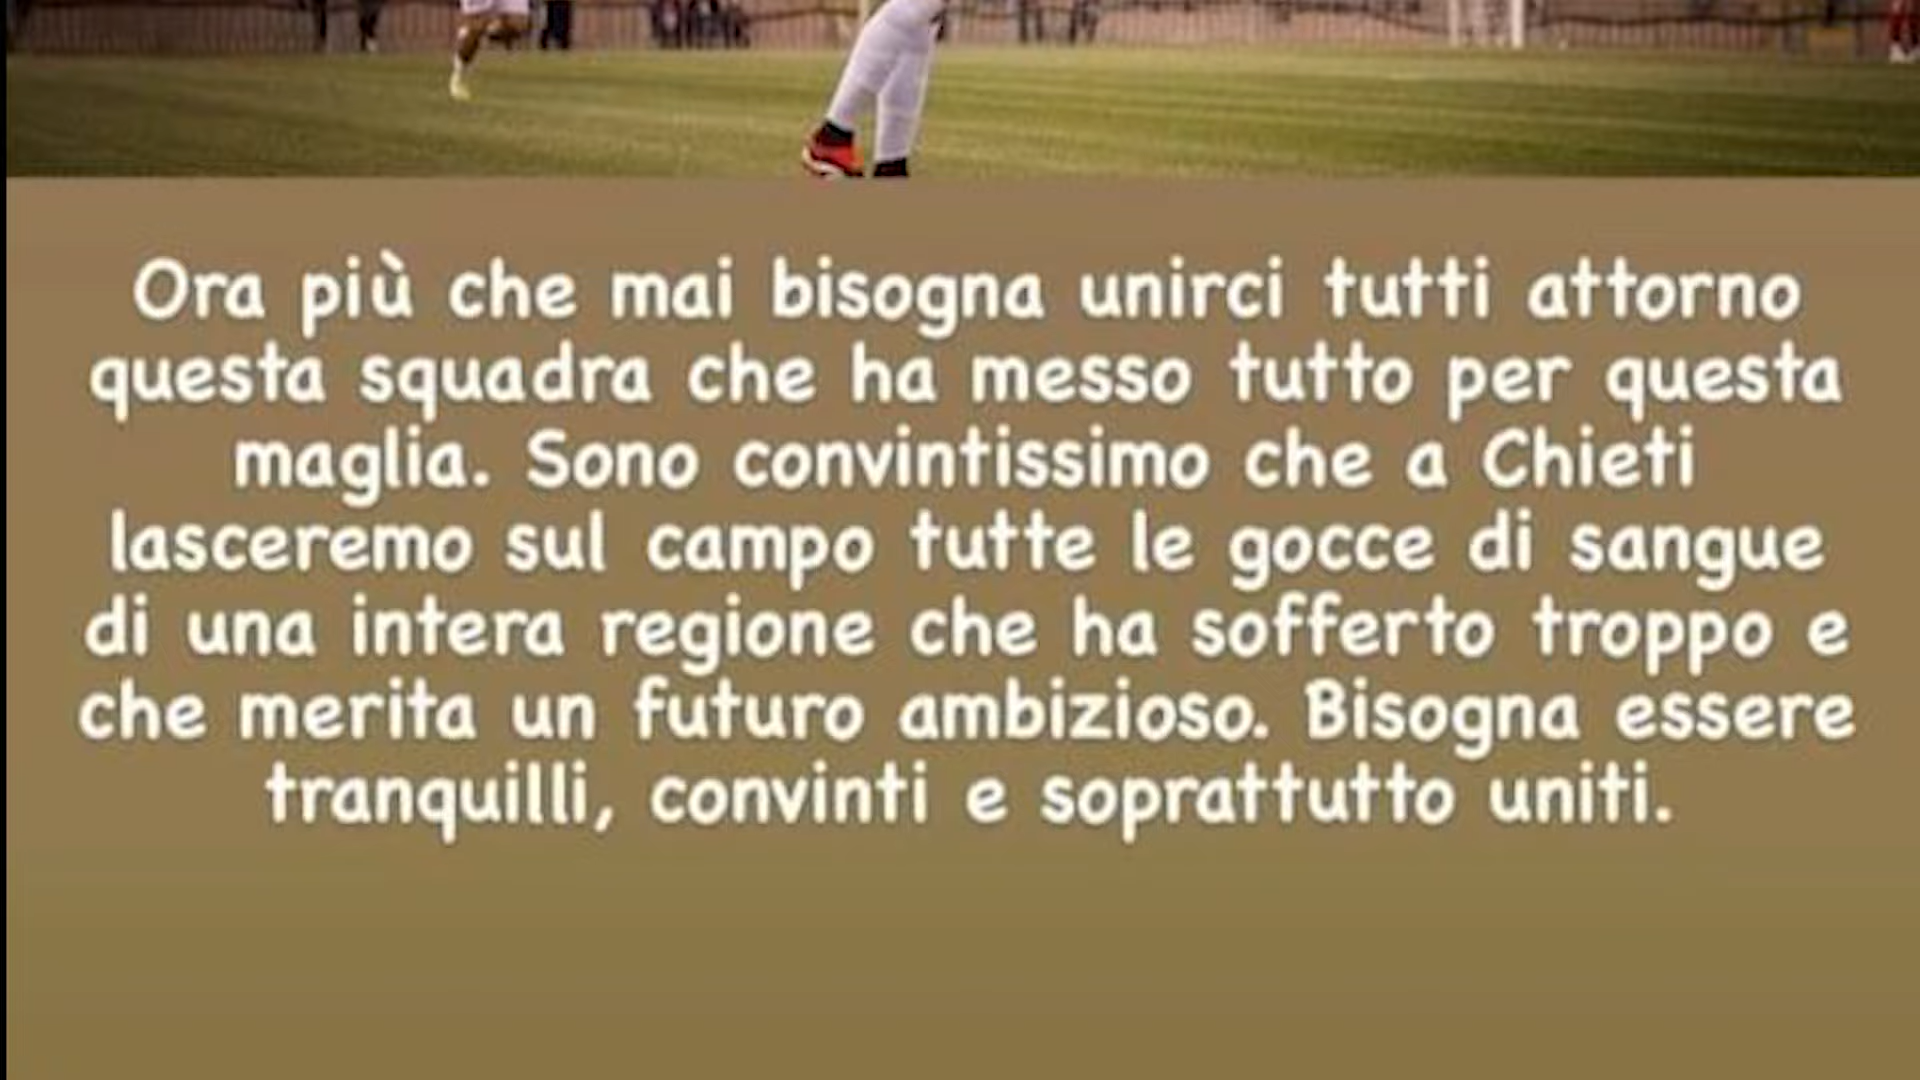 Ora più che mai bisogna unirci tutti attorno
questa squadra che ha messo tutto per questa
maglia. Sono convintissimo che a Chieti
lasceremo sul campo tutte le gocce di sangue
di una intera regione che ha sofferto troppo e
che merita un futuro ambizioso. Bisogna essere
tranquilli, convinti e soprattutto uniti.